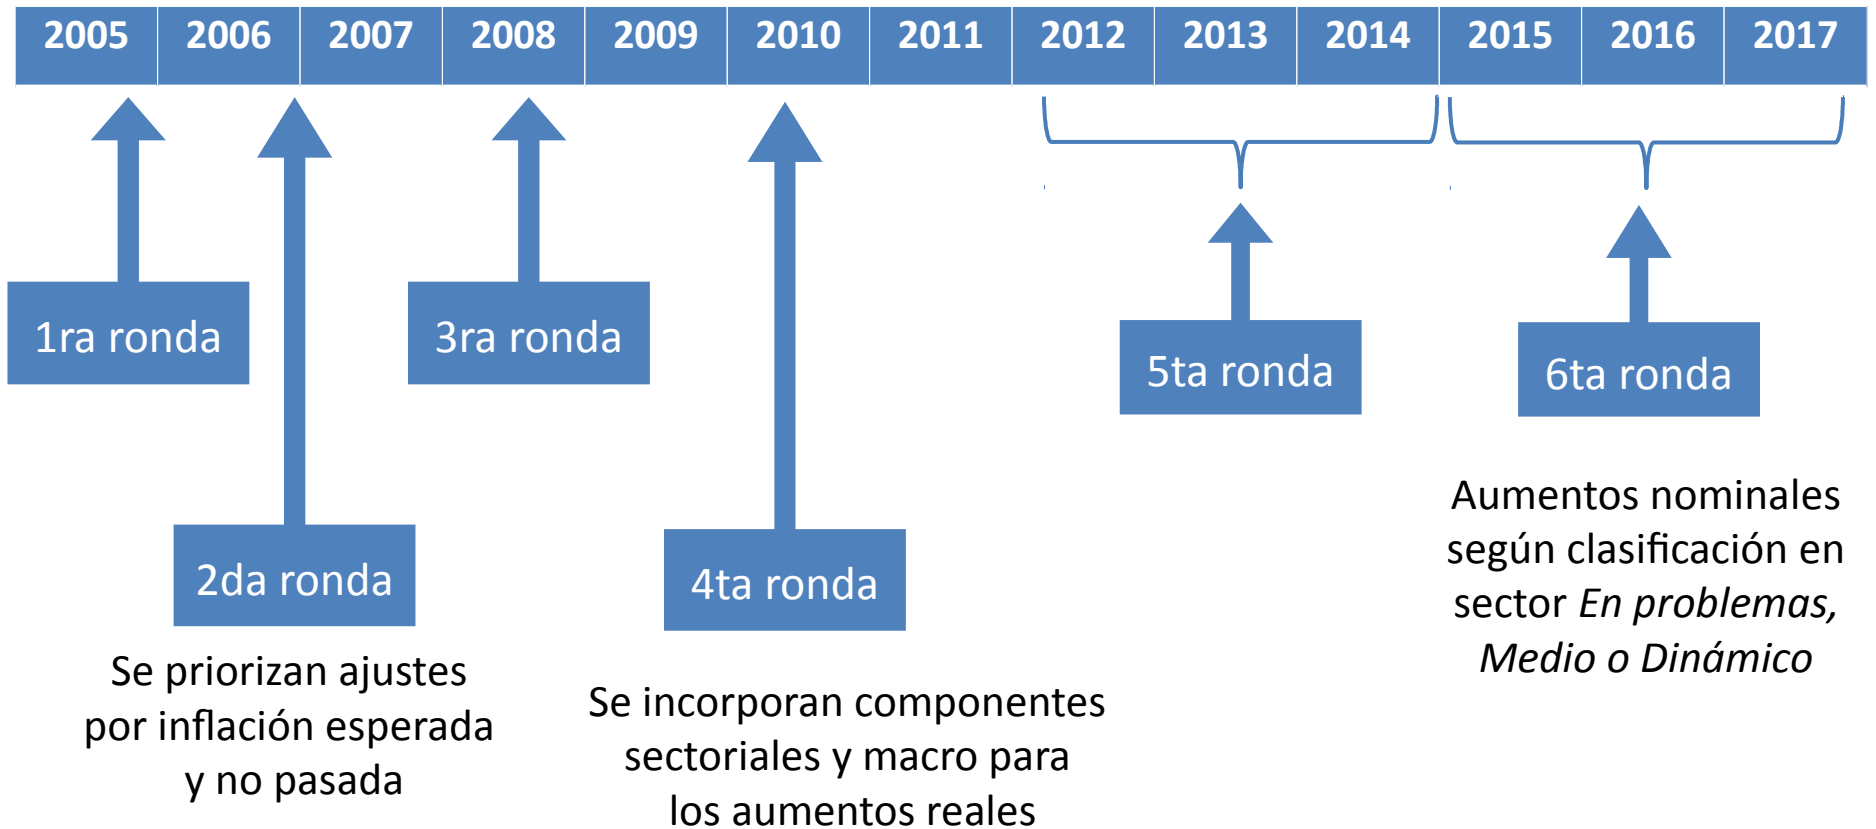 2005 2006 2007 2008 2009 2010 2011 2012 2013 2014 2015 2016 2017
1ra ronda
3ra ronda
5ta ronda
6ta ronda
2da ronda
Se priorizan ajustes
por inflación esperada
y no pasada
4ta ronda
Se incorporan componentes
sectoriales y macro para
los aumentos reales
Aumentos nominales
según clasificación en
sector En problemas,
Medio o Dinámico